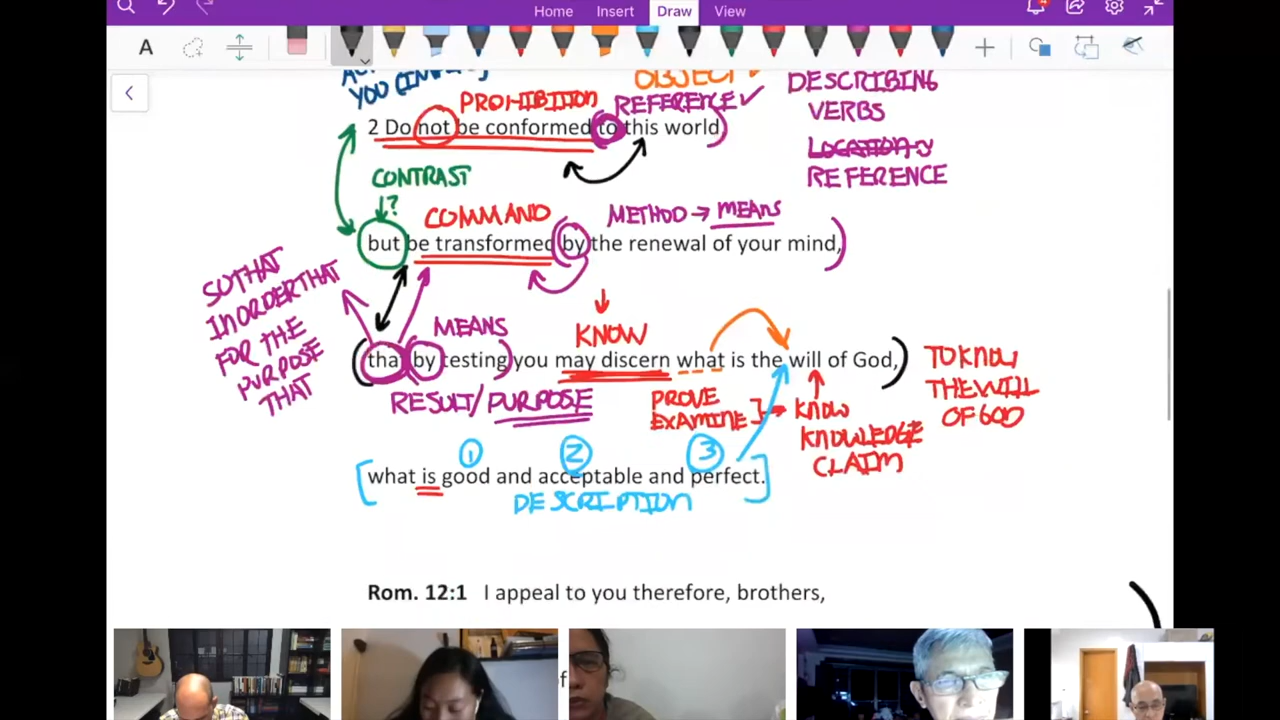 Home Insert Draw View
A
YOU (IMPL
OBJECT
DESCRIBING
VERBS
LOCATION
REFERENCE
PROHIBITION REFERENCE ✓
2 Do not be conformed to this world,
CONTRAST
?
COMMAND METHOD → MEANS
but be transformed by the renewal of your mind,
SO THAT
IN ORDER THAT
FOR THE
PURPOSE
THAT
MEANS KNOW
that by testing you may discern what is the will of God,
TO KNOW
THE WILL
OF GOD
RESULT/PURPOSE
PROVE
EXAMINE → KNOW
KNOWLEDGE
CLAIM
1 2 3
what is good and acceptable and perfect.
DESCRIPTION
Rom. 12:1 I appeal to you therefore, brothers,